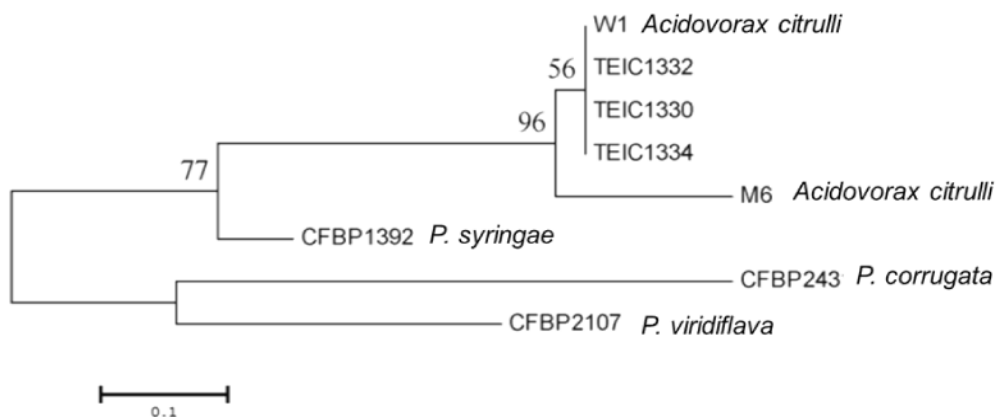 W1 Acidovorax citrulli
56 TEIC1332
TEIC1330
96
TEIC1334
77
M6 Acidovorax citrulli
CFBP1392 P. syringae
CFBP243 P. corrugata
CFBP2107 P. viridiflava
0.1